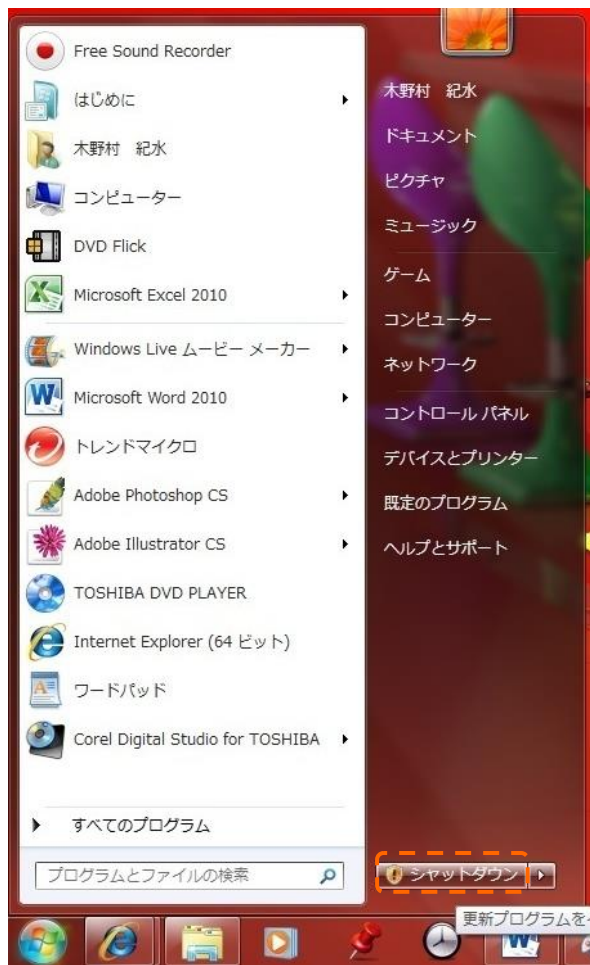 Free Sound Recorder
はじめに
木野村 紀水
コンピューター
DVD Flick
Microsoft Excel 2010
Windows Live ムービー メーカー
Microsoft Word 2010
トレンドマイクロ
Adobe Photoshop CS
Adobe Illustrator CS
TOSHIBA DVD PLAYER
Internet Explorer (64 ビット)
ワードパッド
Corel Digital Studio for TOSHIBA
すべてのプログラム
プログラムとファイルの検索
木野村 紀水
ドキュメント
ピクチャ
ミュージック
ゲーム
コンピューター
ネットワーク
コントロール パネル
デバイスとプリンター
既定のプログラム
ヘルプとサポート
シャットダウン
更新プログラムを